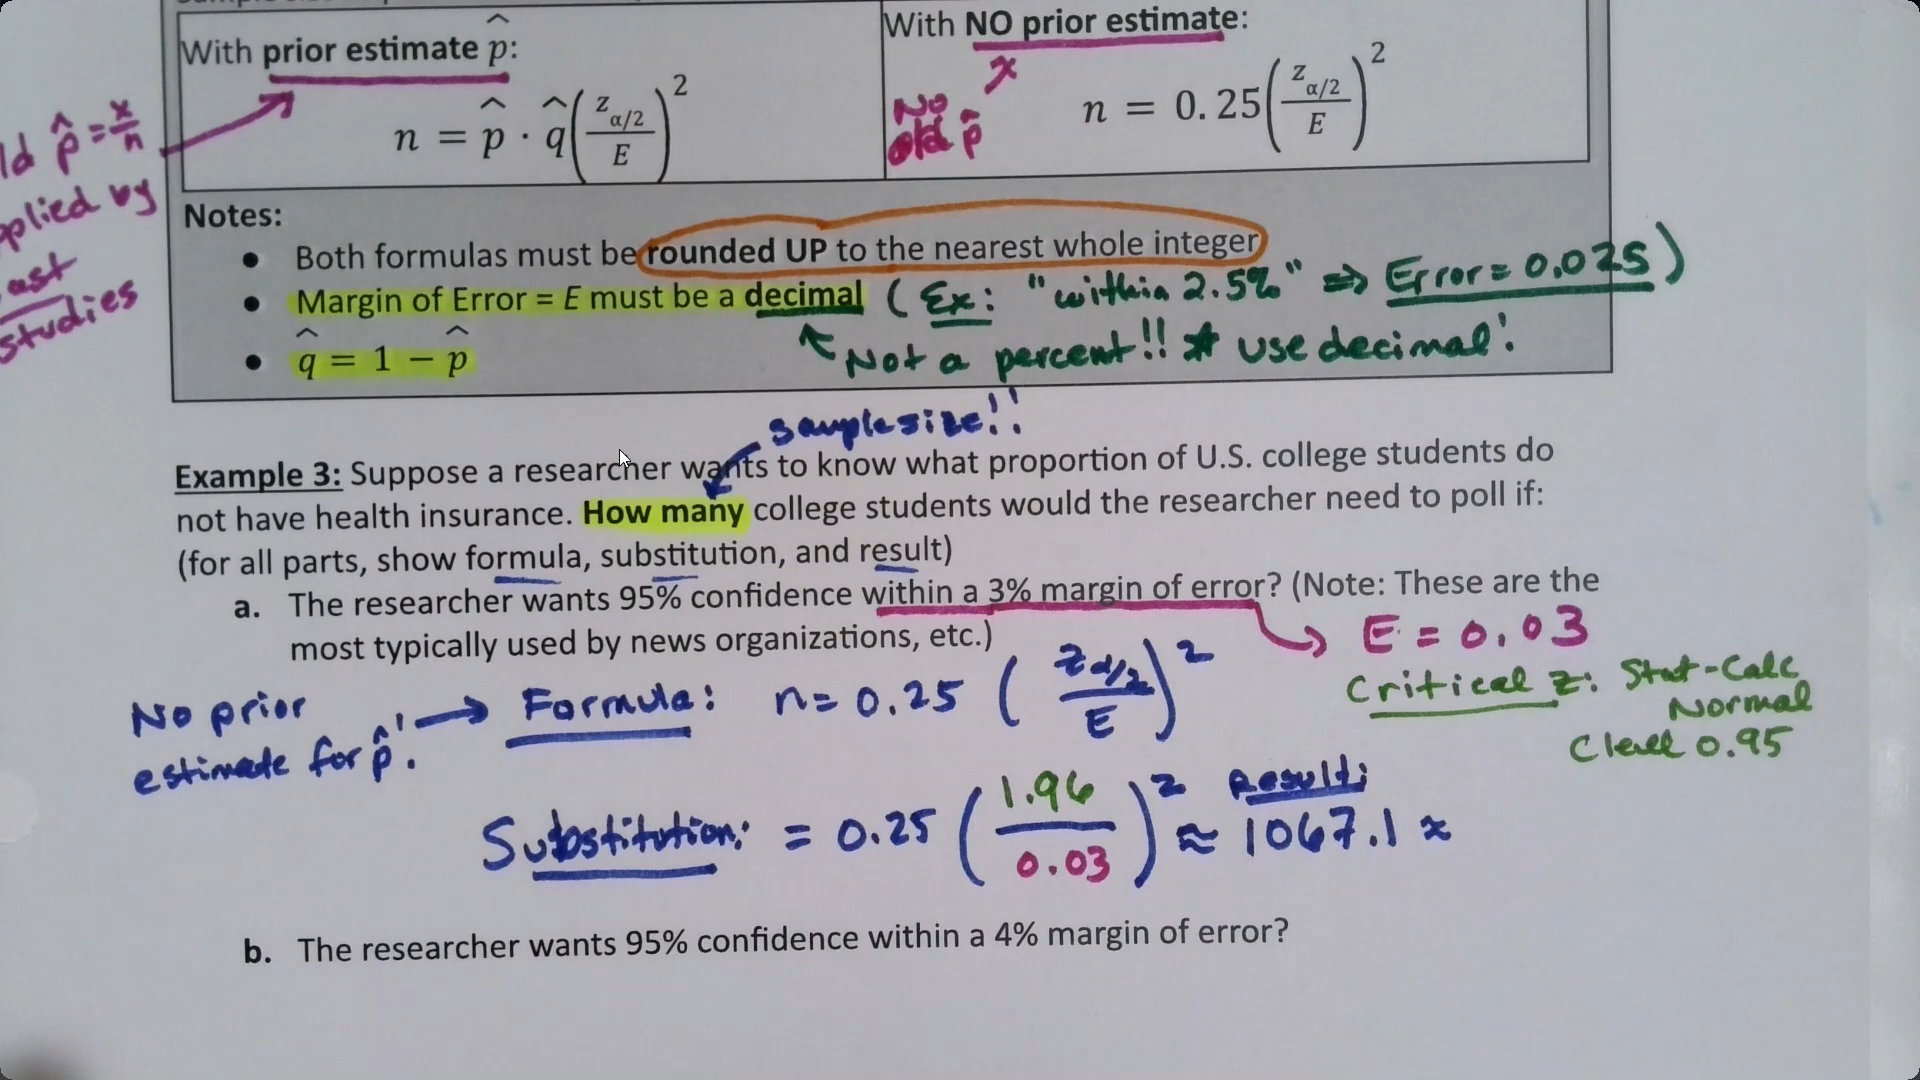 With prior estimate p̂:
n = p̂ · q̂(zα/2 / E)²
With NO prior estimate:
No
old p̂
n = 0.25(zα/2 / E)²
p̂ = x/n
by
studies
Notes:
• Both formulas must be rounded UP to the nearest whole integer
• Margin of Error = E must be a decimal (Ex: "within 2.5%" ⇒ Error = 0.025)
• q̂ = 1 − p̂
Not a percent!! * use decimal!
sample size!!
Example 3: Suppose a researcher wants to know what proportion of U.S. college students do
not have health insurance. How many college students would the researcher need to poll if:
(for all parts, show formula, substitution, and result)
a. The researcher wants 95% confidence within a 3% margin of error? (Note: These are the
most typically used by news organizations, etc.)
E = 0.03
Critical z: Stat-Calc
Normal
C level 0.95
No prior
estimate for p̂!
→ Formula: n = 0.25 (zα/2 / E)²
Substitution: = 0.25 (1.96 / 0.03)² ≈ 1067.1 ≈
Result:
b. The researcher wants 95% confidence within a 4% margin of error?